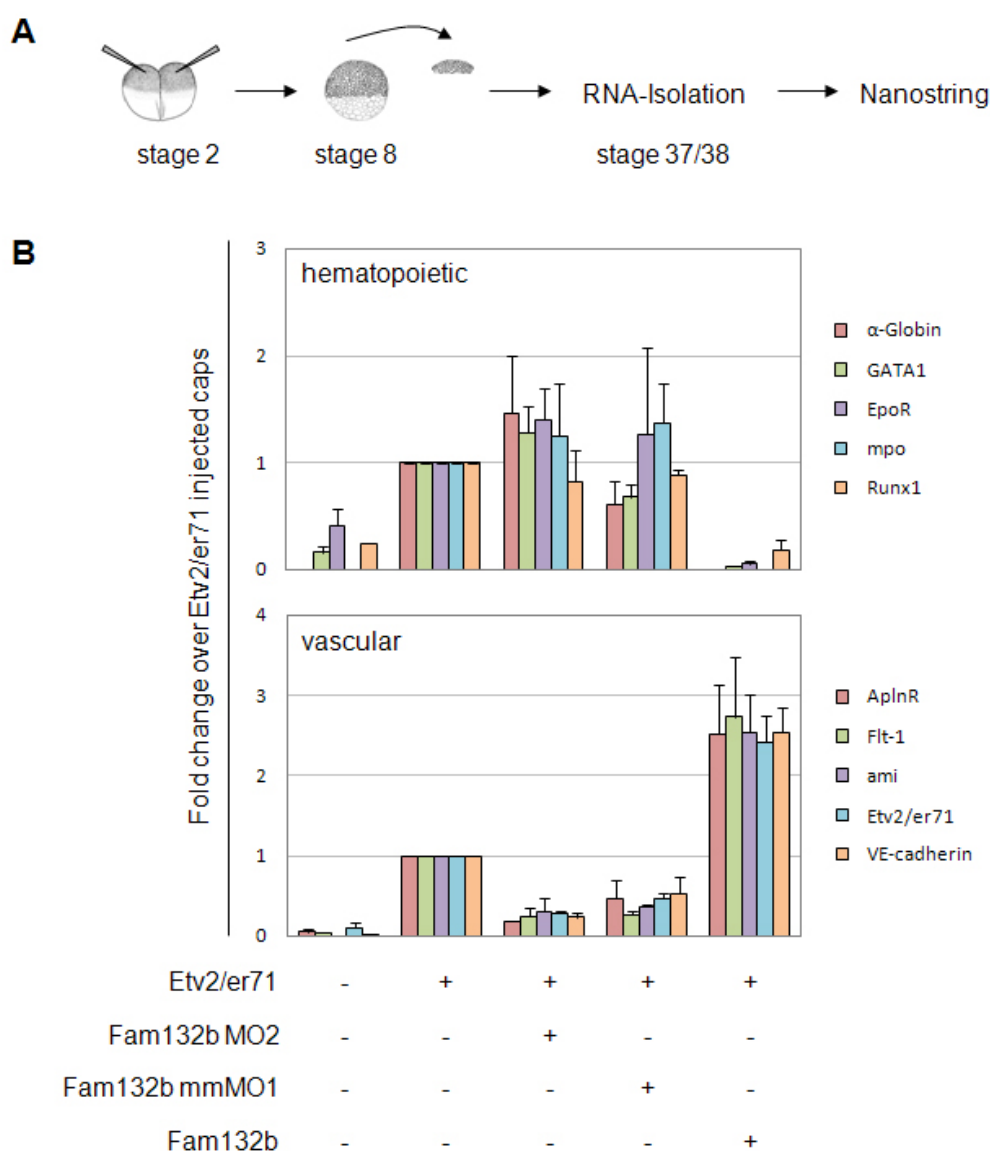 A
RNA-Isolation
Nanostring
stage 2
stage 8
stage 37/38
B
Fold change over Etv2/er71 injected caps
3
2
1
0
hematopoietic
α-Globin
GATA1
EpoR
mpo
Runx1
4
3
2
1
0
vascular
AplnR
Flt-1
ami
Etv2/er71
VE-cadherin
Etv2/er71 - + + + +
Fam132b MO2 - - + - -
Fam132b mmMO1 - - - + -
Fam132b - - - - +